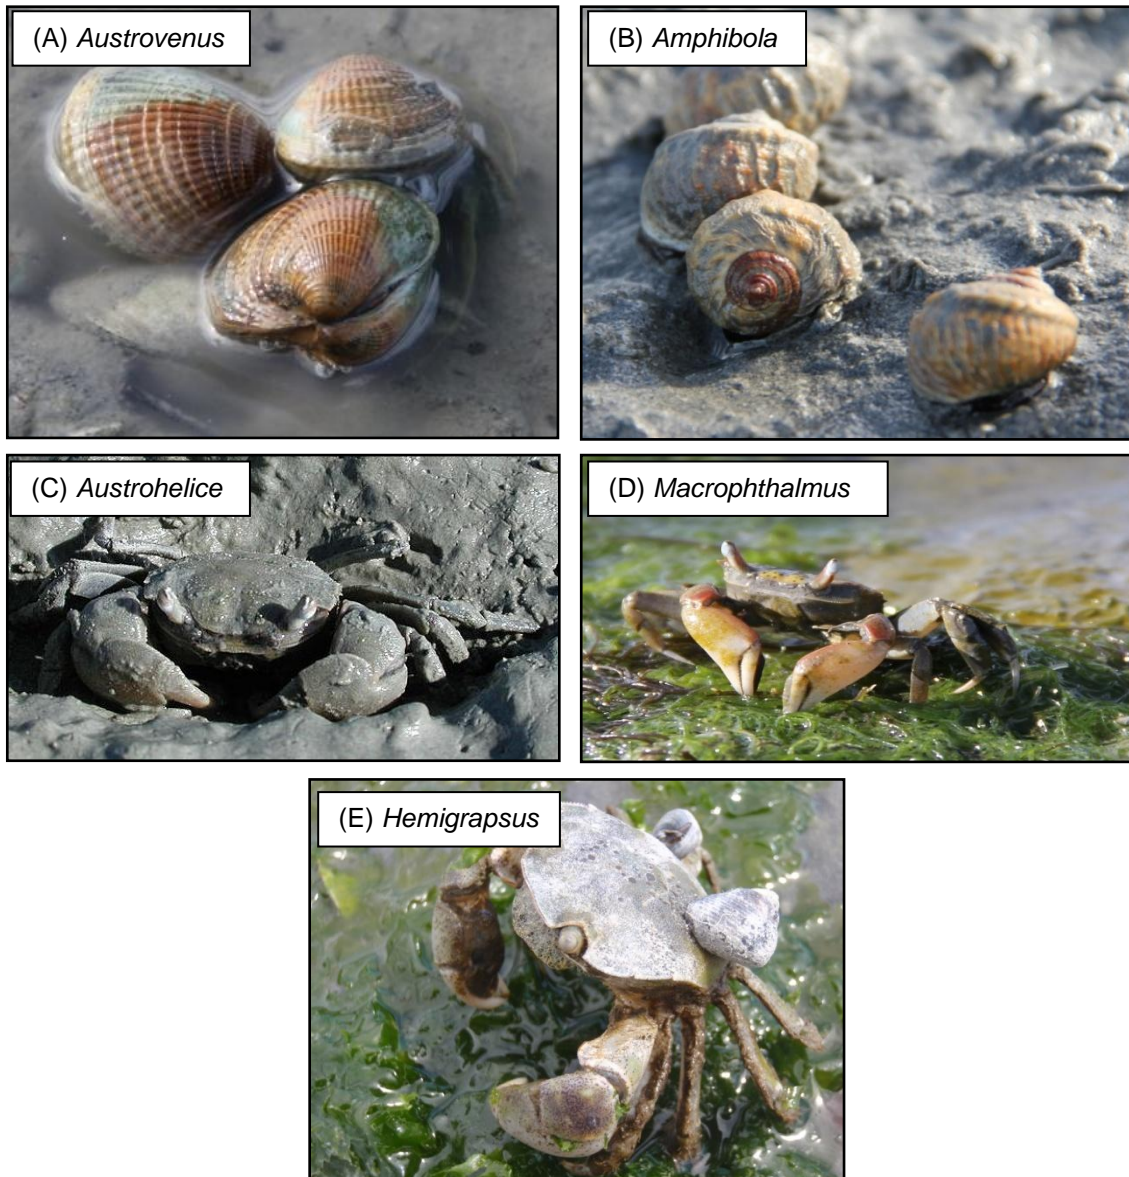 (A) Austrovenus
(B) Amphibola
(C) Austrohelice
(D) Macrophthalmus
(E) Hemigrapsus